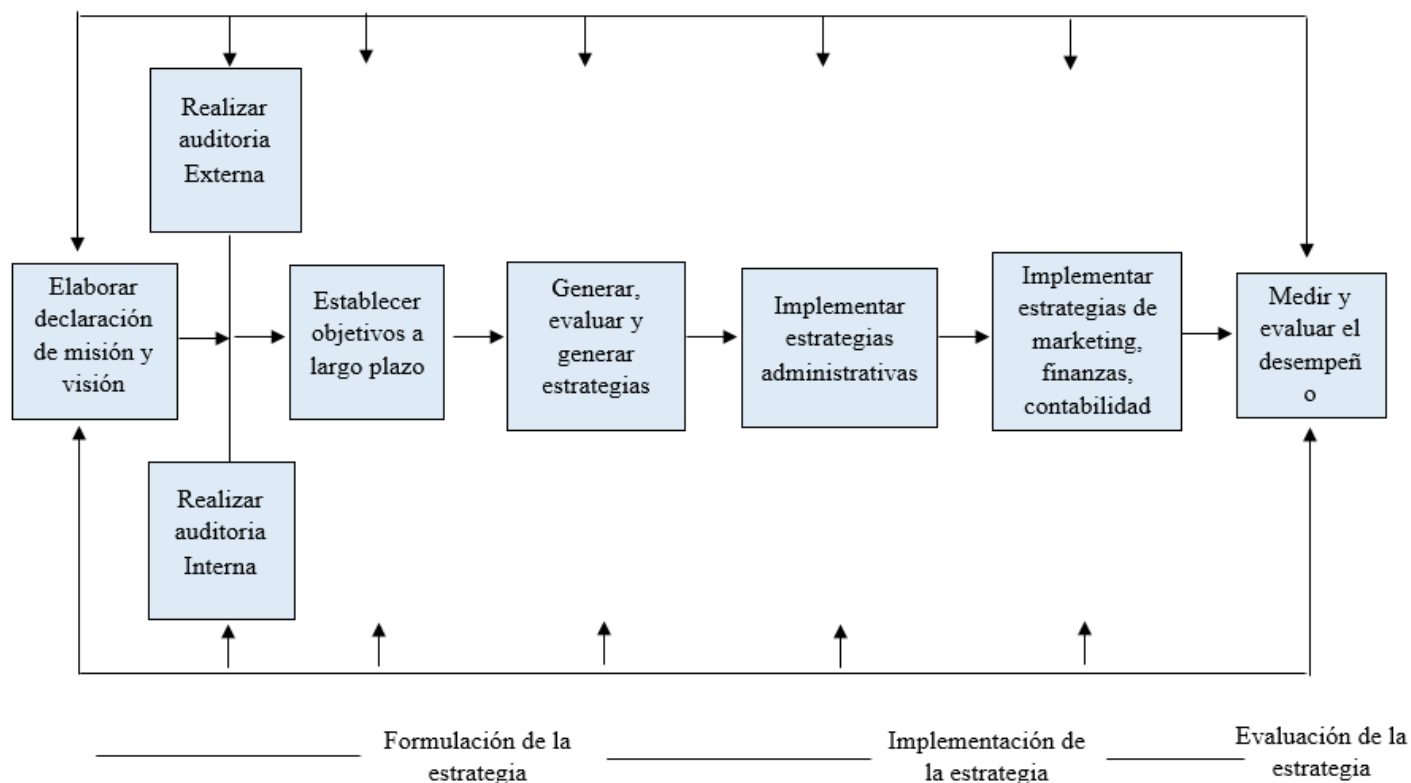 Realizar
auditoria
Externa
Elaborar
declaración
de misión y
visión
Establecer
objetivos a
largo plazo
Generar,
evaluar y
generar
estrategias
Implementar
estrategias
administrativas
Implementar
estrategias de
marketing,
finanzas,
contabilidad
Medir y
evaluar el
desempeñ
o
Realizar
auditoria
Interna
Formulación de la
estrategia
Implementación de
la estrategia
Evaluación de la
estrategia